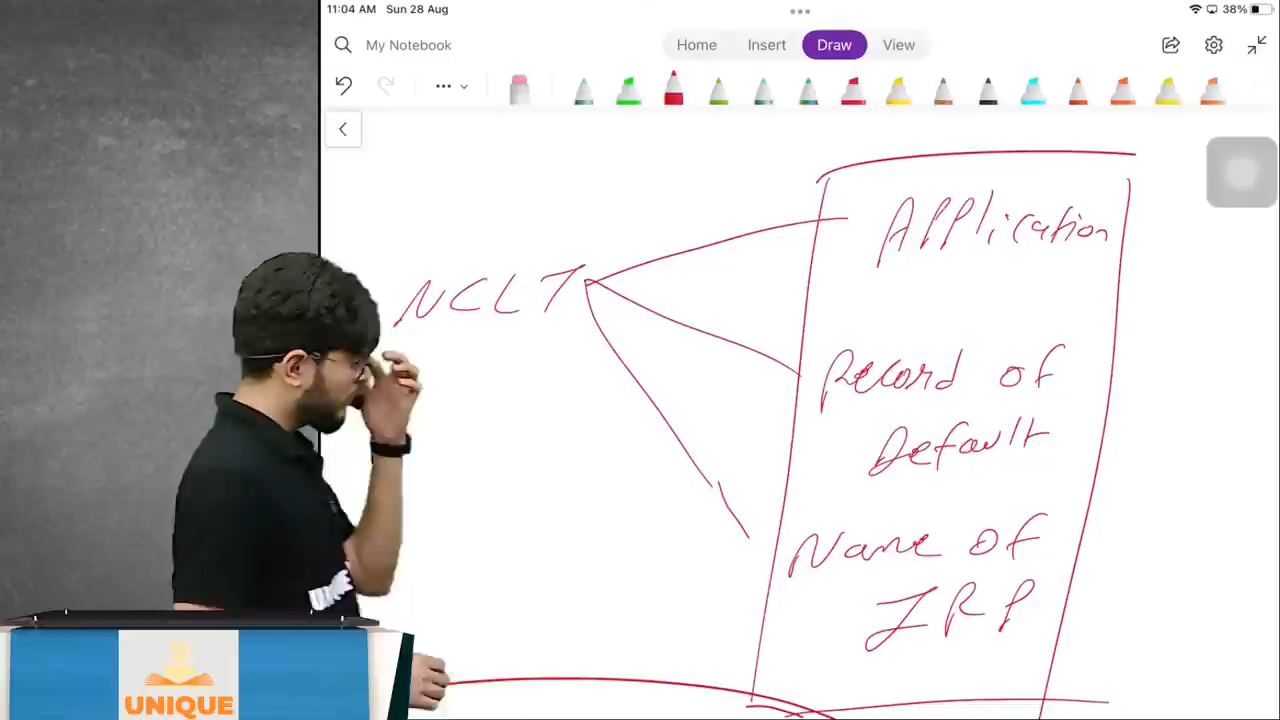 11:04 AM Sun 28 Aug
38%
My Notebook
Home Insert Draw View
Application
NCLT
Record of
Default
Name of
IRP
UNIQUE